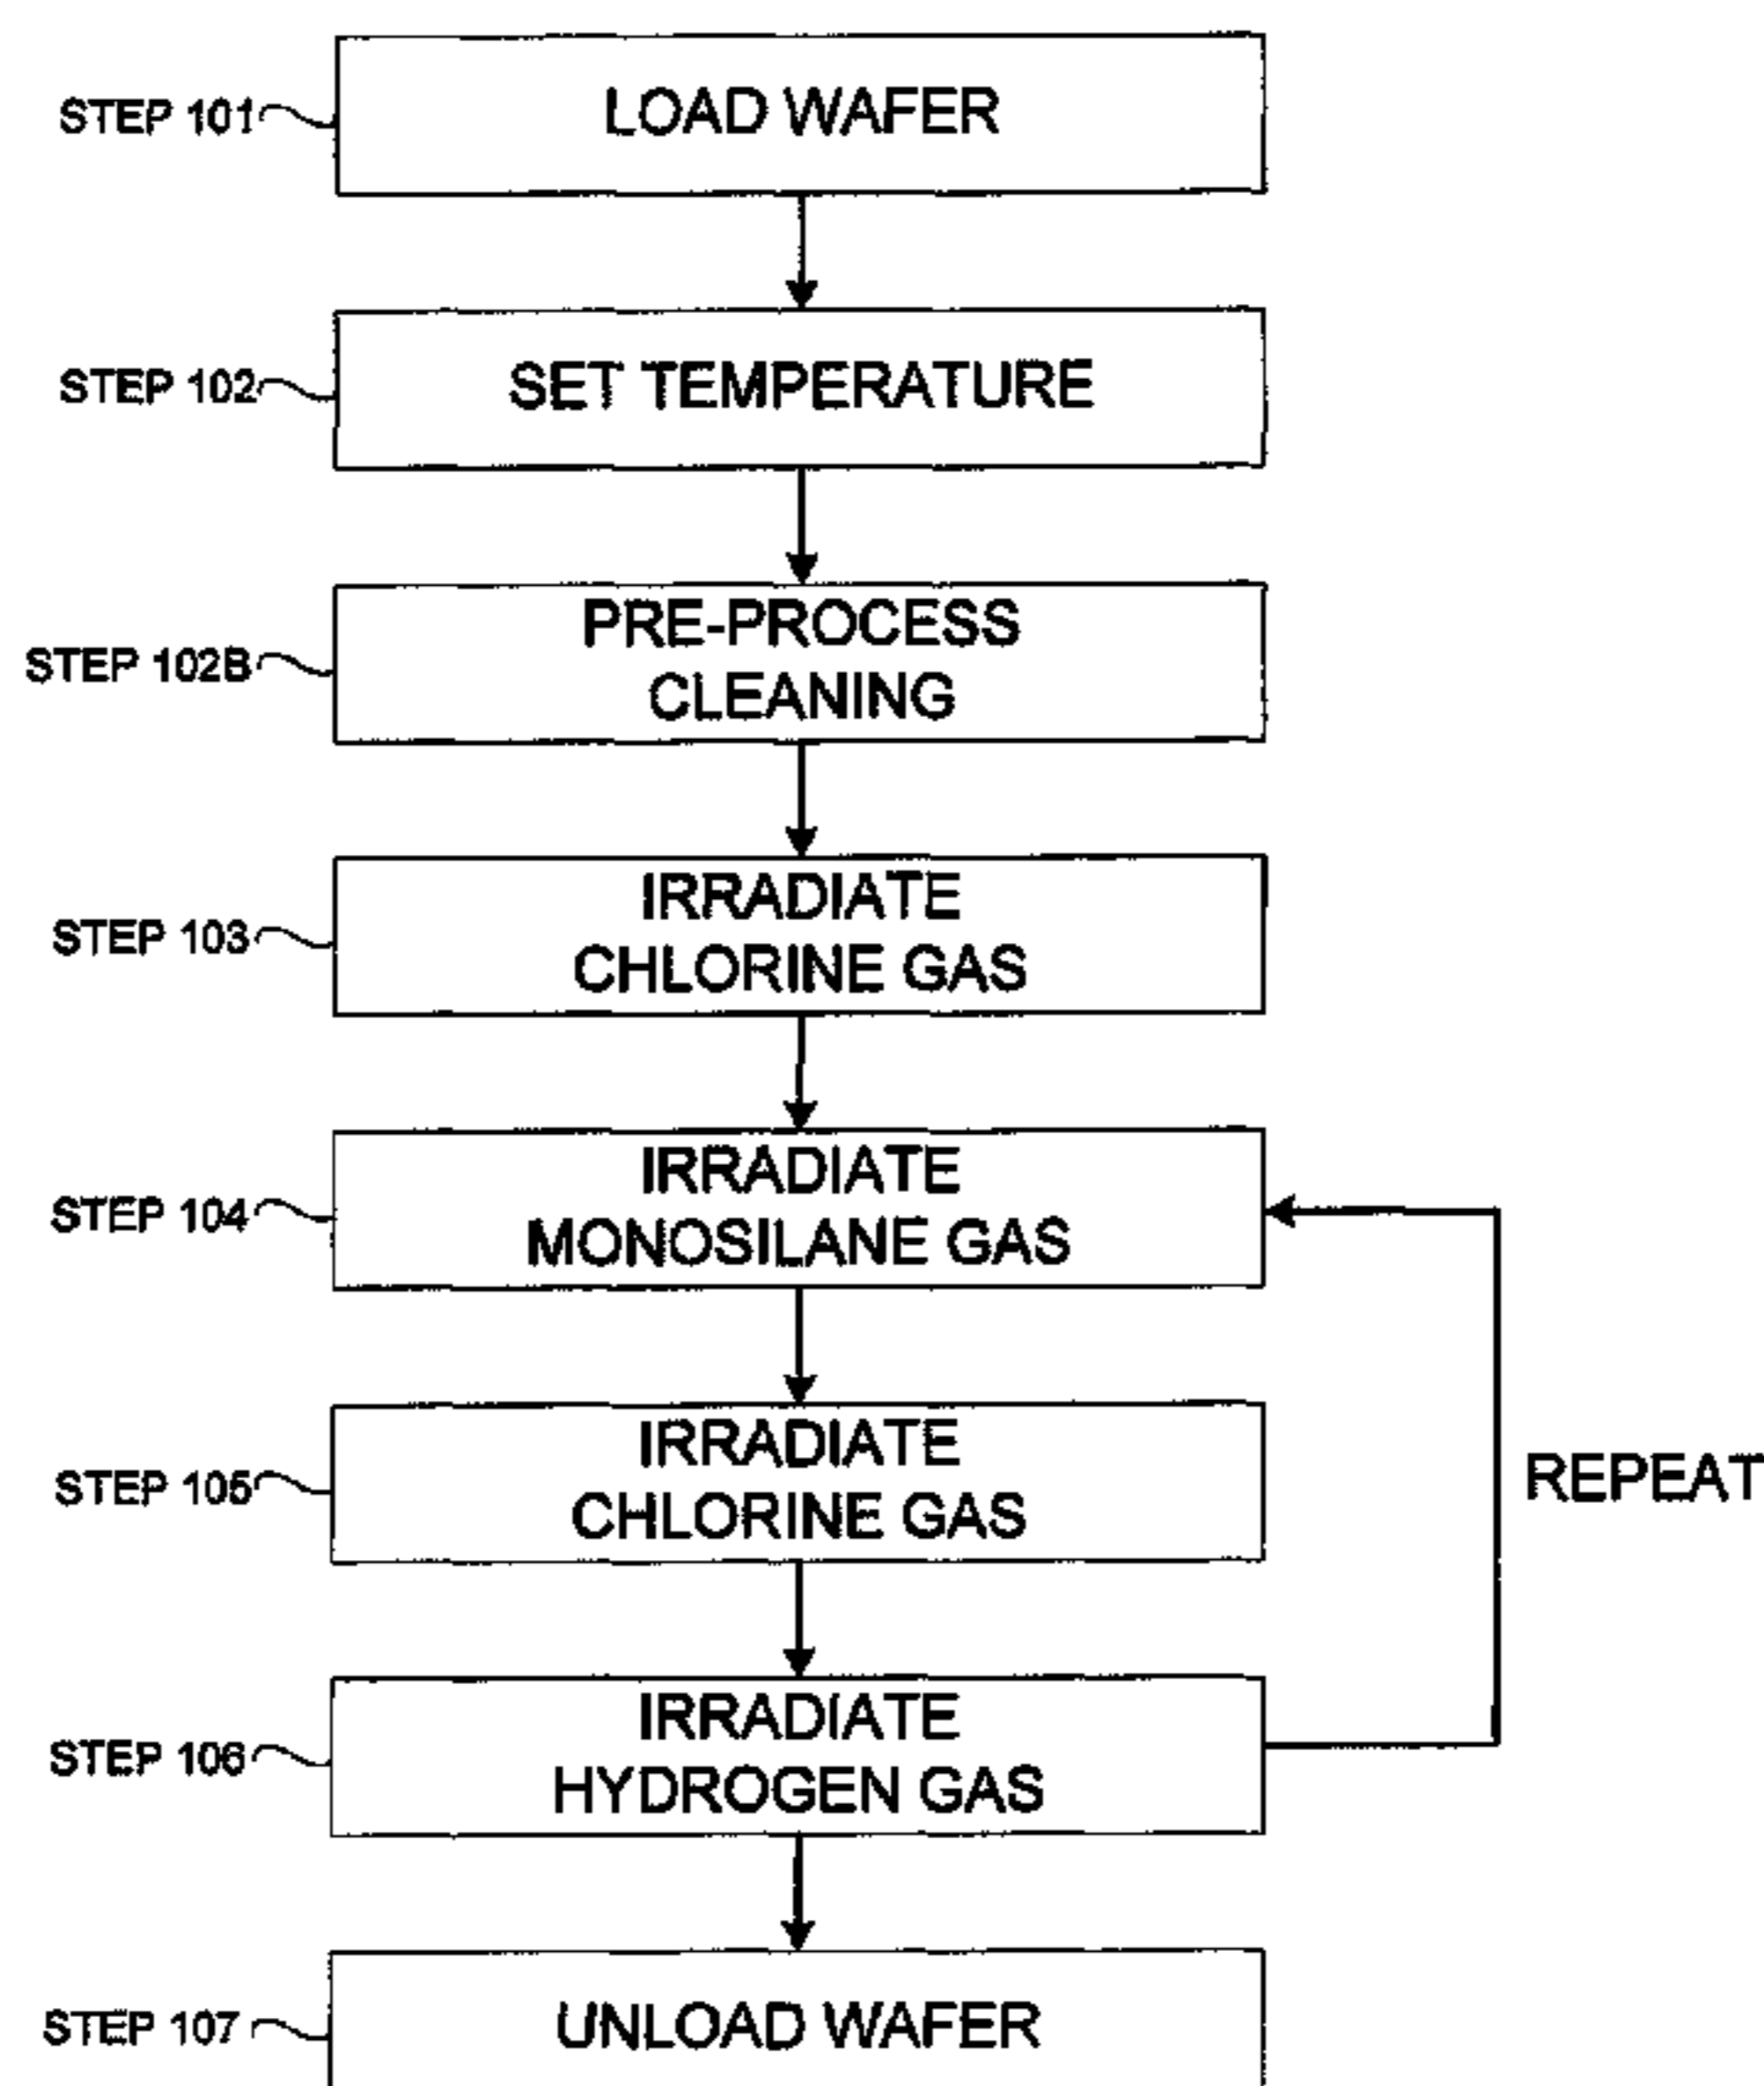 STEP 101
LOAD WAFER
STEP 102
SET TEMPERATURE
STEP 102B
PRE-PROCESS
CLEANING
STEP 103
IRRADIATE
CHLORINE GAS
STEP 104
IRRADIATE
MONOSILANE GAS
STEP 105
IRRADIATE
CHLORINE GAS
REPEAT
STEP 106
IRRADIATE
HYDROGEN GAS
STEP 107
UNLOAD WAFER